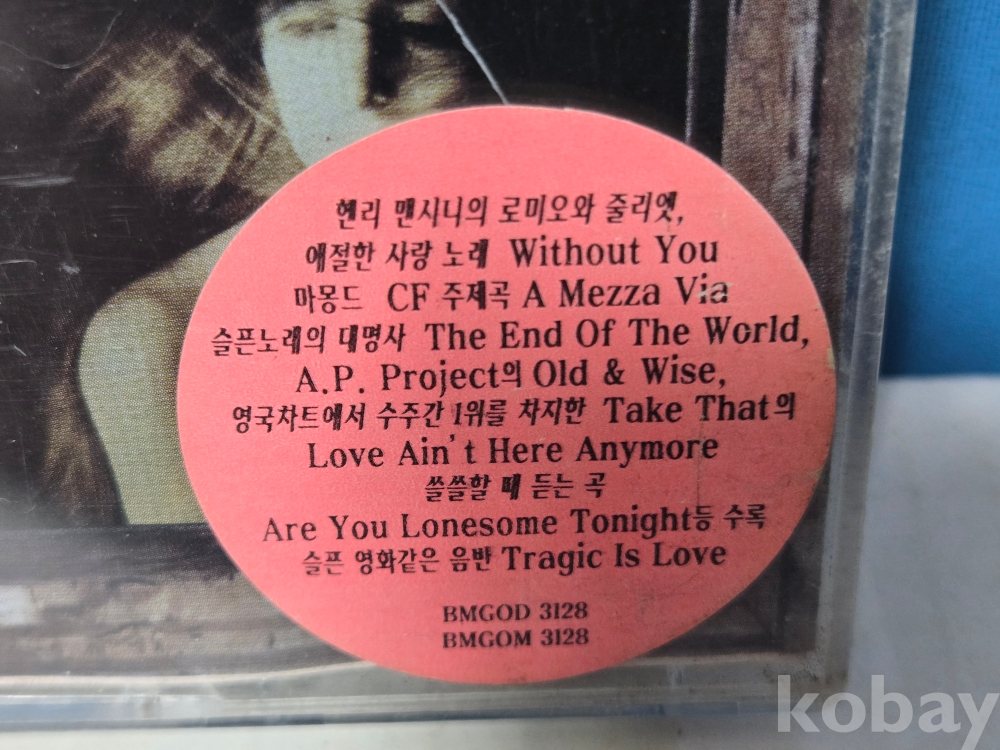 헨리 맨시니의 로미오와 줄리엣,
애절한 사랑 노래 Without You
마몽드 CF 주제곡 A Mezza Via
슬픈노래의 대명사 The End Of The World,
A.P. Project의 Old & Wise,
영국차트에서 수주간 1위를 차지한 Take That의
Love Ain't Here Anymore
쓸쓸할 때 듣는 곡
Are You Lonesome Tonight등 수록
슬픈 영화같은 음반 Tragic Is Love
BMGOD 3128
BMGOM 3128
kobay